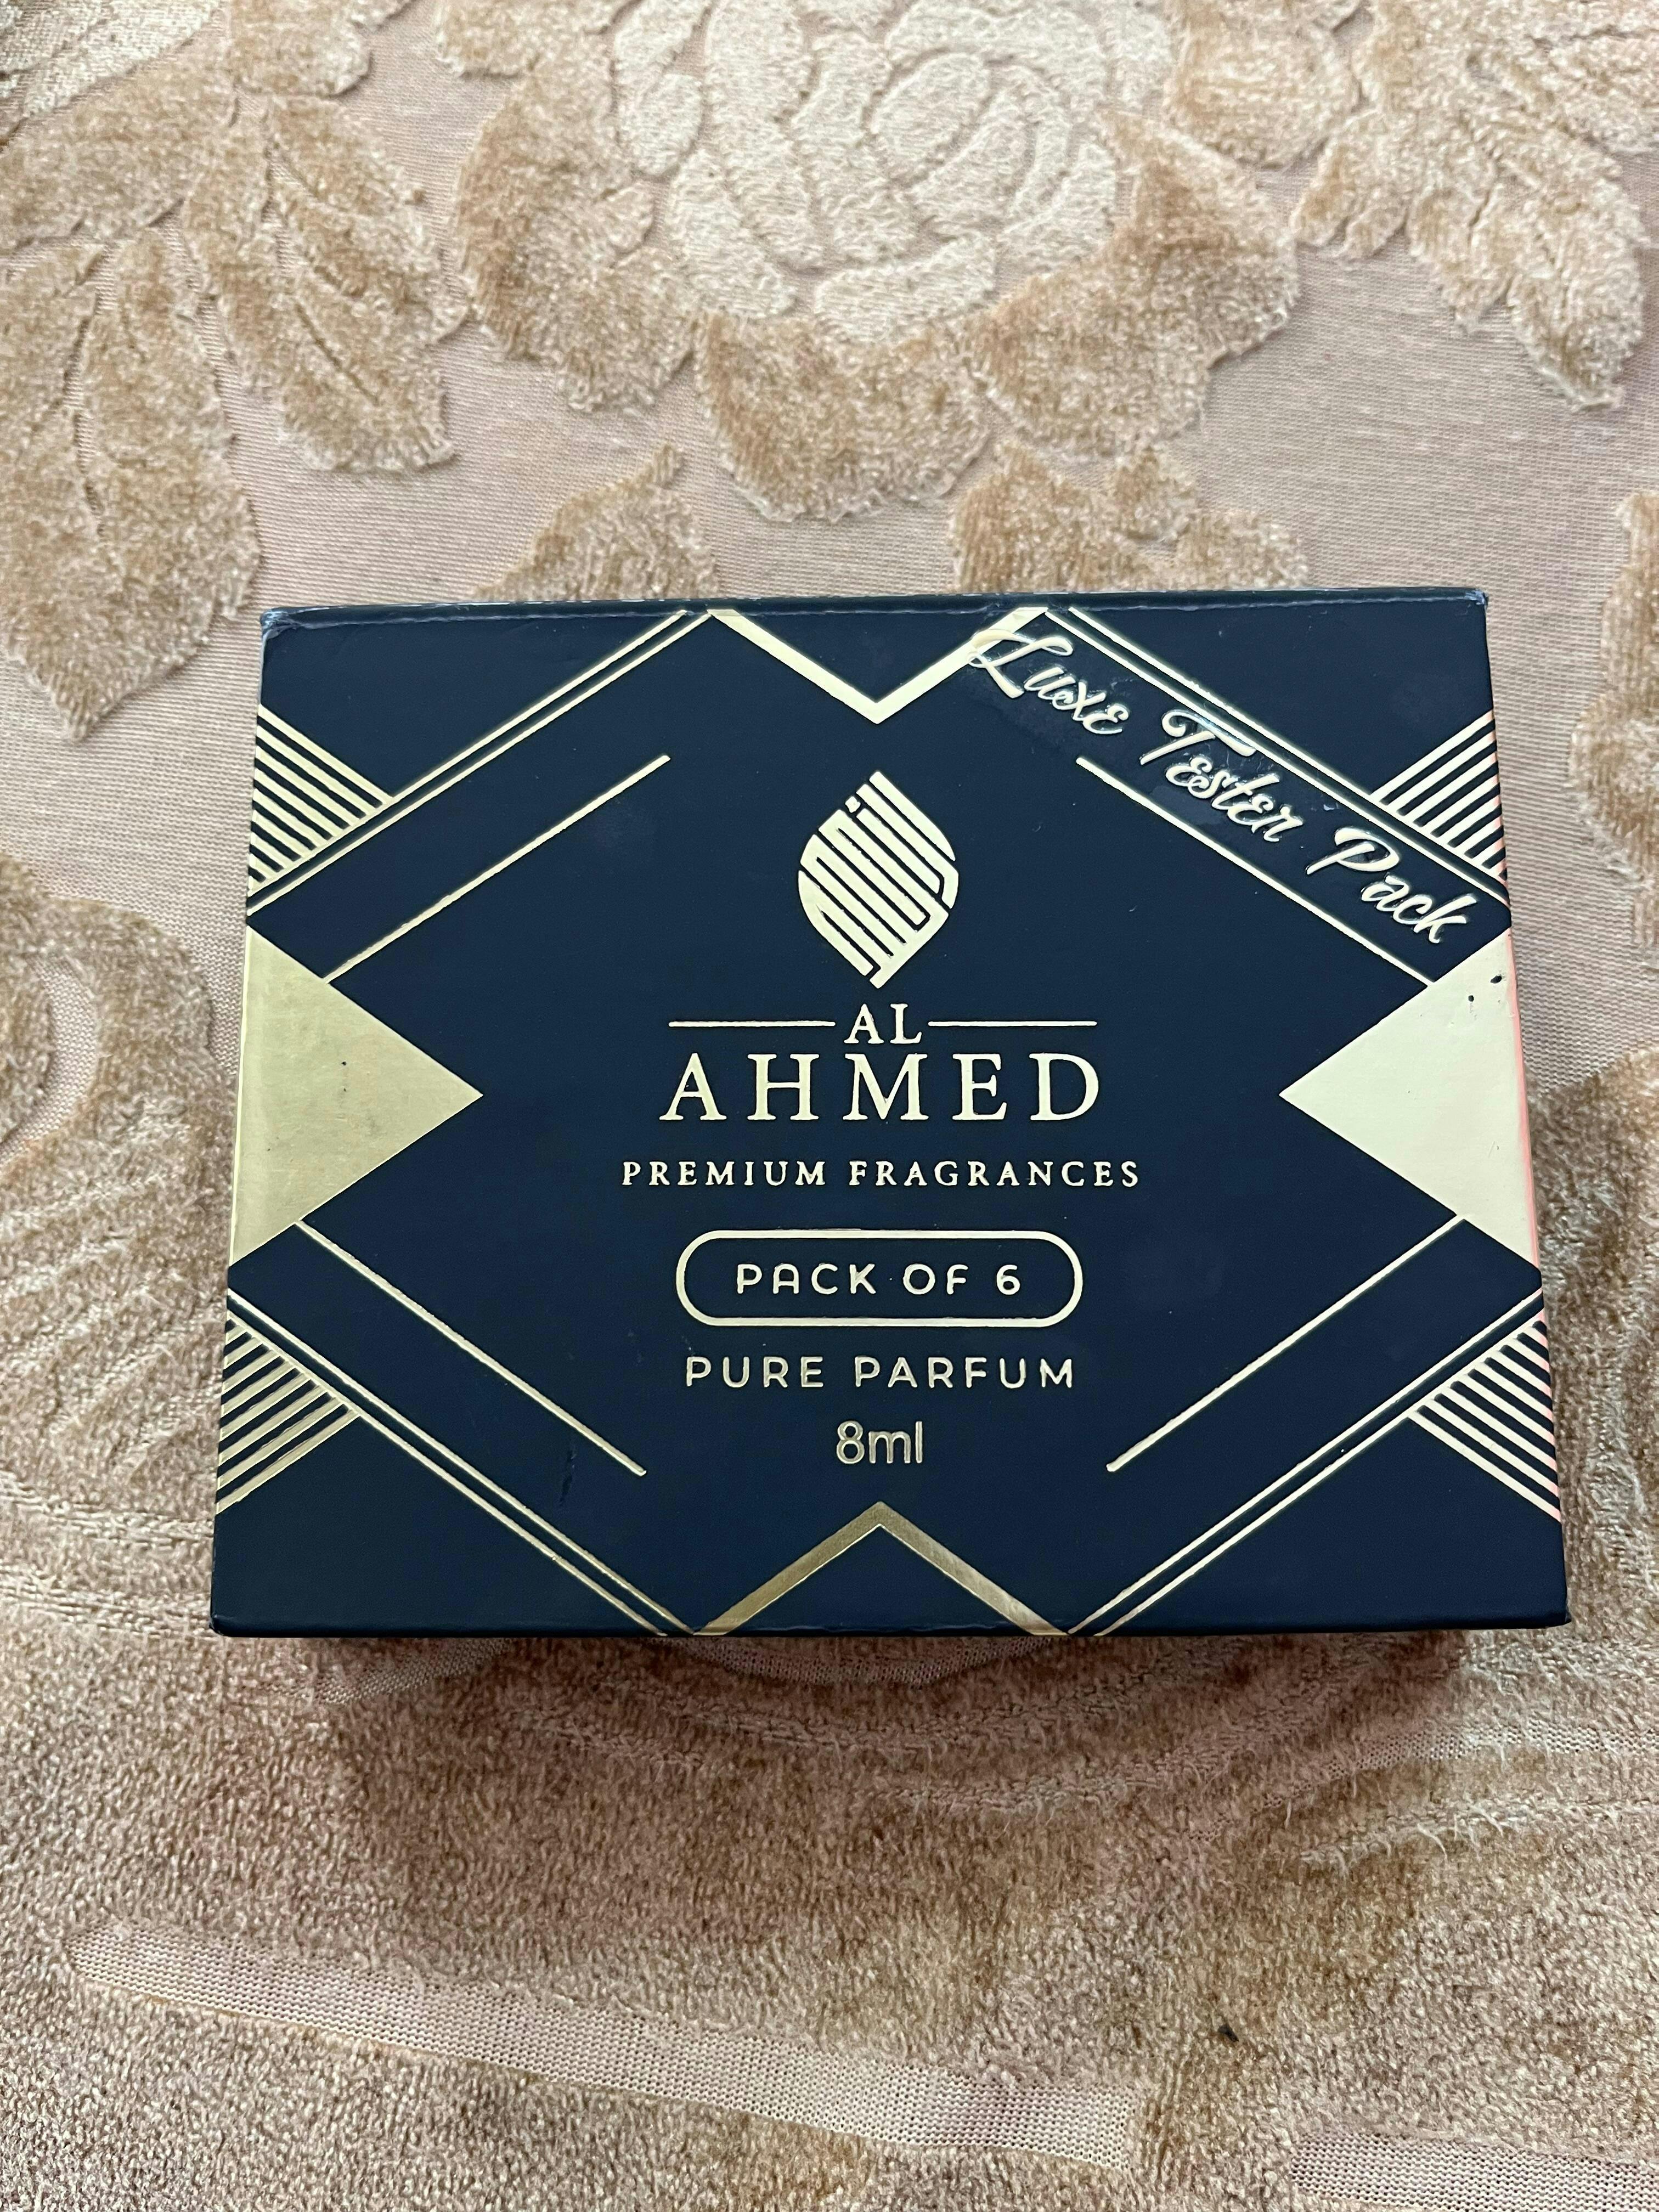 Luxe Tester Pack
AL
AHMED
PREMIUM FRAGRANCES
PACK OF 6
PURE PARFUM
8ml